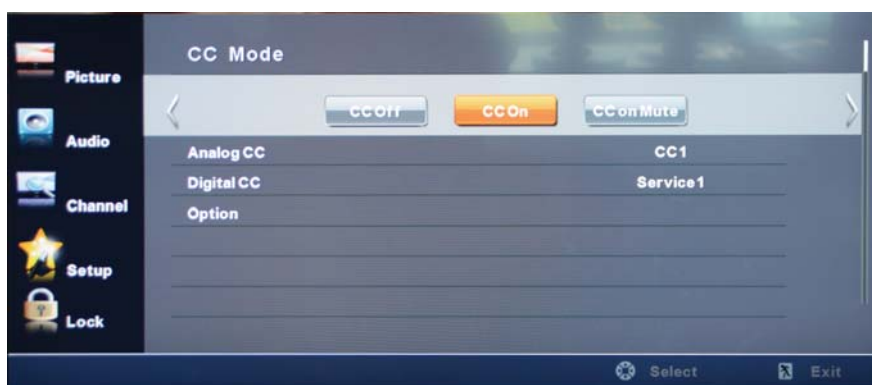 Picture
Audio
Channel
Setup
Lock
CC Mode
CC Off CC On CC on Mute
Analog CC CC1
Digital CC Service1
Option
Select Exit